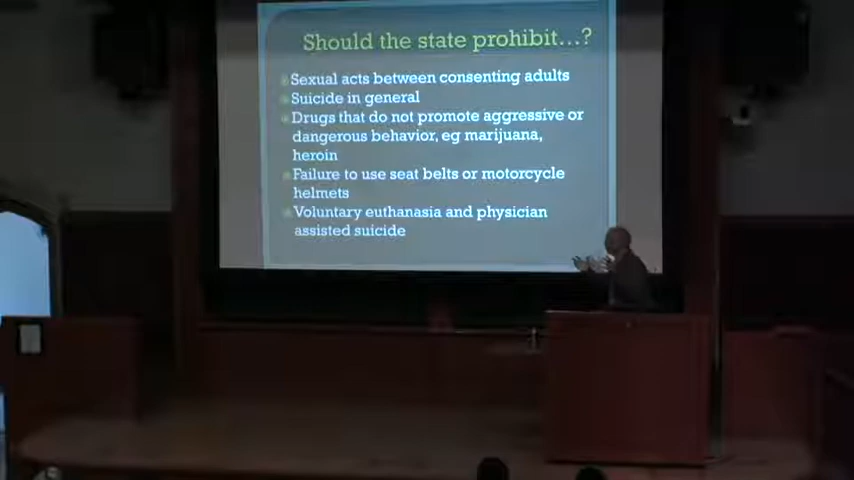 Should the state prohibit...?
Sexual acts between consenting adults
Suicide in general
Drugs that do not promote aggressive or
dangerous behavior, eg marijuana,
heroin
Failure to use seat belts or motorcycle
helmets
Voluntary euthanasia and physician
assisted suicide